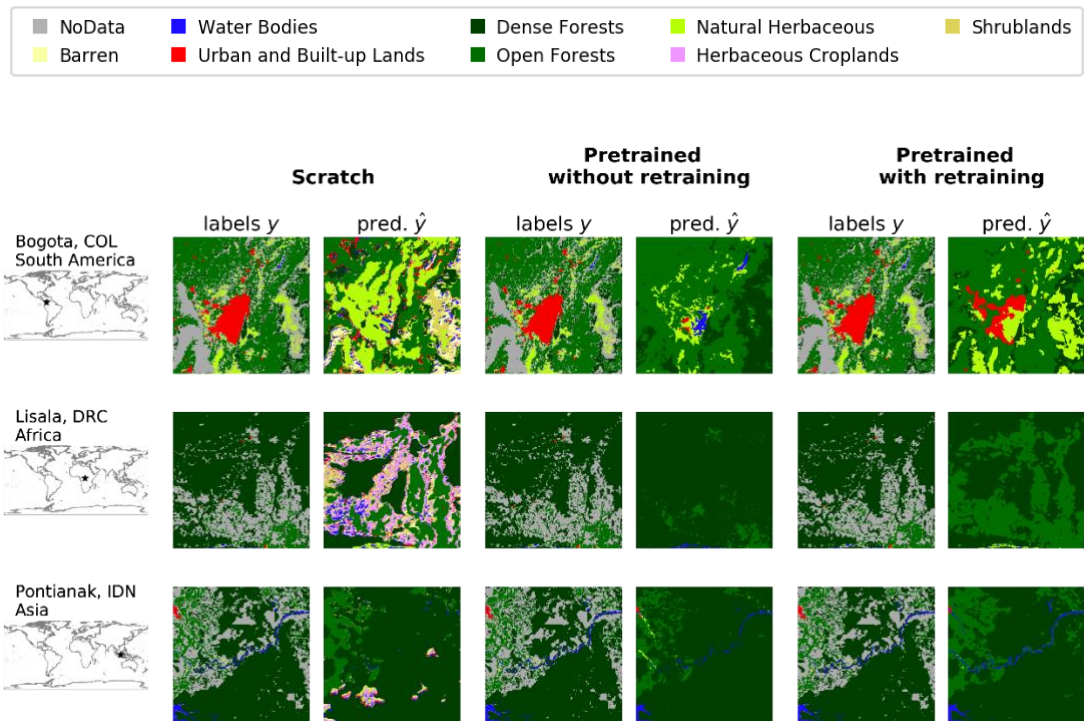 NoData
Water Bodies
Dense Forests
Natural Herbaceous
Shrublands
Barren
Urban and Built-up Lands
Open Forests
Herbaceous Croplands
Scratch
Pretrained
without retraining
Pretrained
with retraining
labels y
pred. ŷ
labels y
pred. ŷ
labels y
pred. ŷ
Bogota, COL
South America
Lisala, DRC
Africa
Pontianak, IDN
Asia